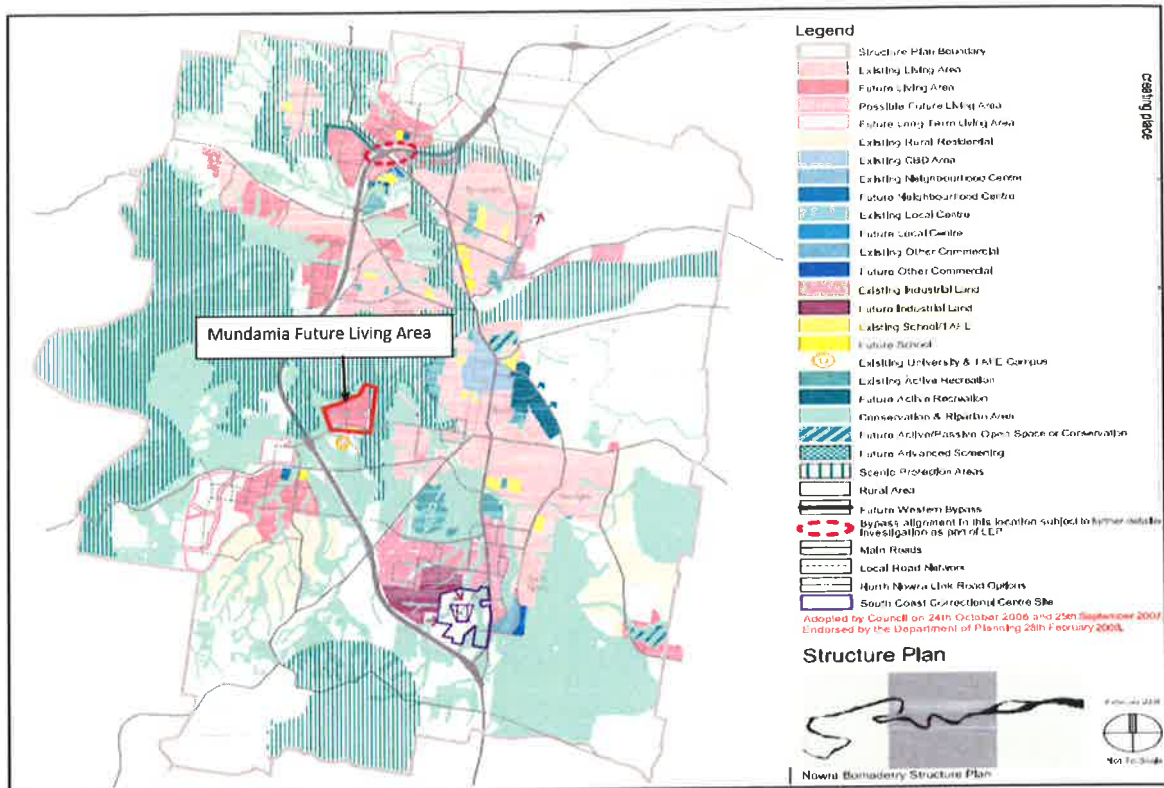 Mundamia Future Living Area
Legend
Structure Plan Boundary
Existing Living Area
Future Living Area
Possible Future Living Area
Future Long Term Living Area
Existing Rural Residential
Existing CBD Area
Existing Neighbourhood Centre
Future Neighbourhood Centre
Existing Local Centre
Future Local Centre
Existing Other Commercial
Future Other Commercial
Existing Industrial Land
Future Industrial Land
Existing School/TAFE
Future School
Existing University & TAFE Campus
Existing Active Recreation
Future Active Recreation
Conservation & Riparian Area
Future Active/Passive Open Space or Conservation
Future Advanced Screening
Scenic Protection Areas
Rural Area
Future Western Bypass
Bypass alignment in this location subject to further detailed
investigation as part of LEP
Main Roads
Local Road Network
North Nowra Link Road Options
South Coast Correctional Centre Site
Adopted by Council on 24th October 2006 and 25th September 2007
Endorsed by the Department of Planning 28th February 2008.
Structure Plan
Not To Scale
Nowra Bomaderry Structure Plan
creating place